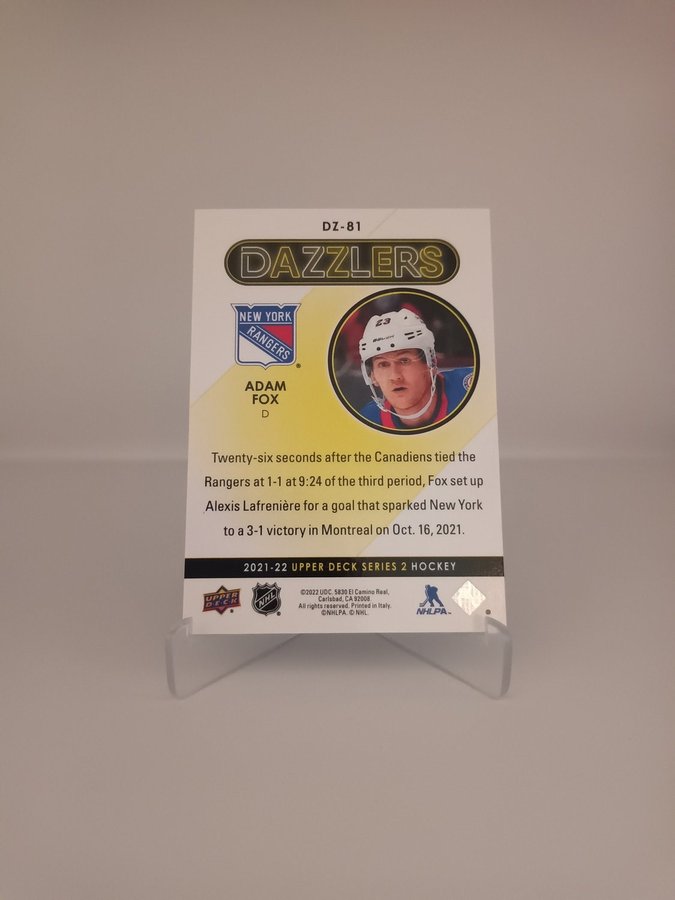 DZ-81
DAZZLERS
NEW YORK
RANGERS
®
ADAM
FOX
D
23
BAUER
Twenty-six seconds after the Canadiens tied the
Rangers at 1-1 at 9:24 of the third period, Fox set up
Alexis Lafrenière for a goal that sparked New York
to a 3-1 victory in Montreal on Oct. 16, 2021.
2021-22 UPPER DECK SERIES 2 HOCKEY
UPPER
DECK
NHL
©2022 UDC, 5830 El Camino Real,
Carlsbad, CA 92008.
All rights reserved. Printed in Italy.
©NHLPA. © NHL.
NHLPA™